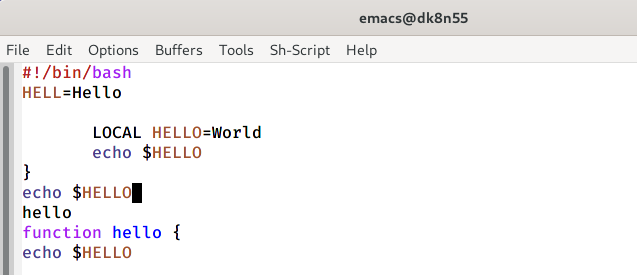 emacs@dk8n55
File Edit Options Buffers Tools Sh-Script Help
#!/bin/bash
HELL=Hello
LOCAL HELLO=World
echo $HELLO
}
echo $HELLO
hello
function hello {
echo $HELLO